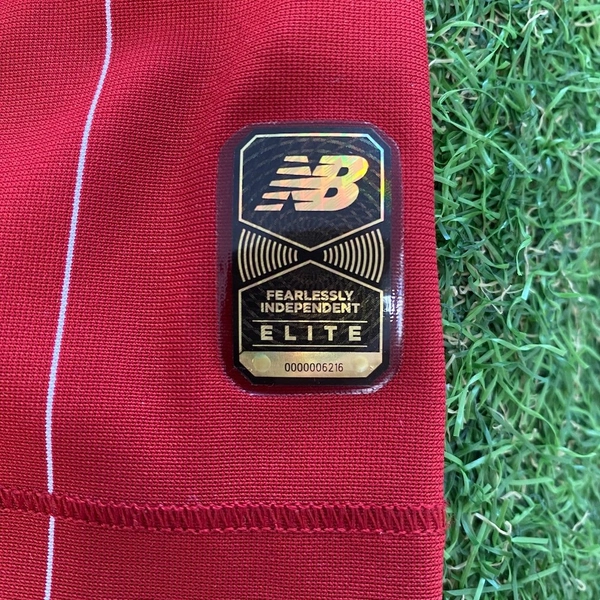 NB
FEARLESSLY
INDEPENDENT
ELITE
0000006216